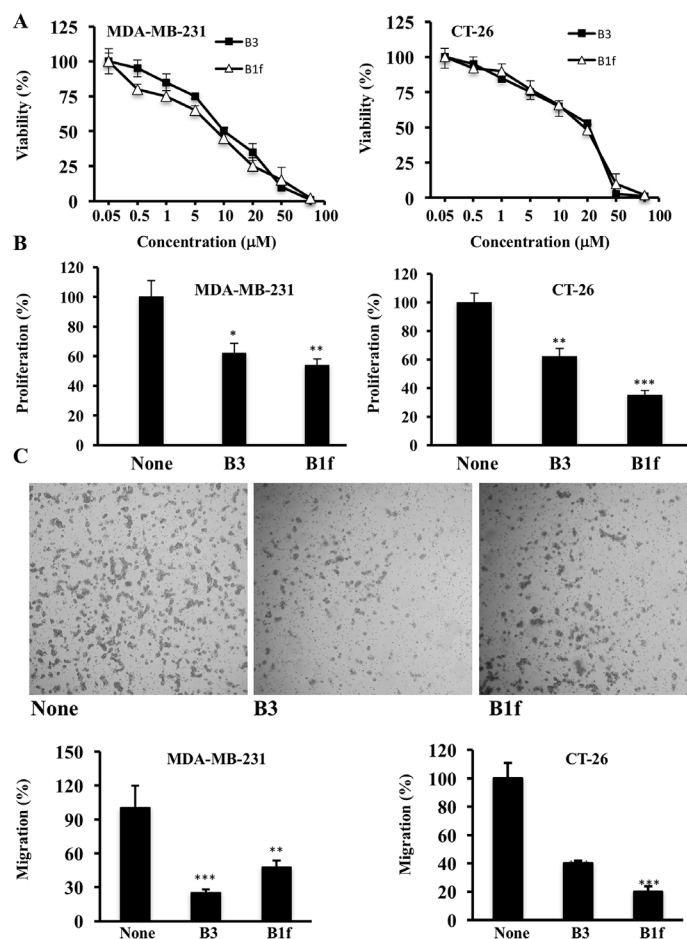 A
MDA-MB-231
B3
B1f
Viability (%)
125
100
75
50
25
0
0.05 0.5 1 5 10 20 50 100
Concentration (µM)
CT-26
B3
B1f
Viability (%)
125
100
75
50
25
0
0.05 0.5 1 5 10 20 50 100
Concentration (µM)
B
MDA-MB-231
Proliferation (%)
120
100
80
60
40
20
0
*
**
None B3 B1f
CT-26
Proliferation (%)
120
100
80
60
40
20
0
**
***
None B3 B1f
C
None B3 B1f
MDA-MB-231
Migration (%)
150
120
90
60
30
0
***
**
None B3 B1f
CT-26
Migration (%)
120
100
80
60
40
20
0
***
None B3 B1f